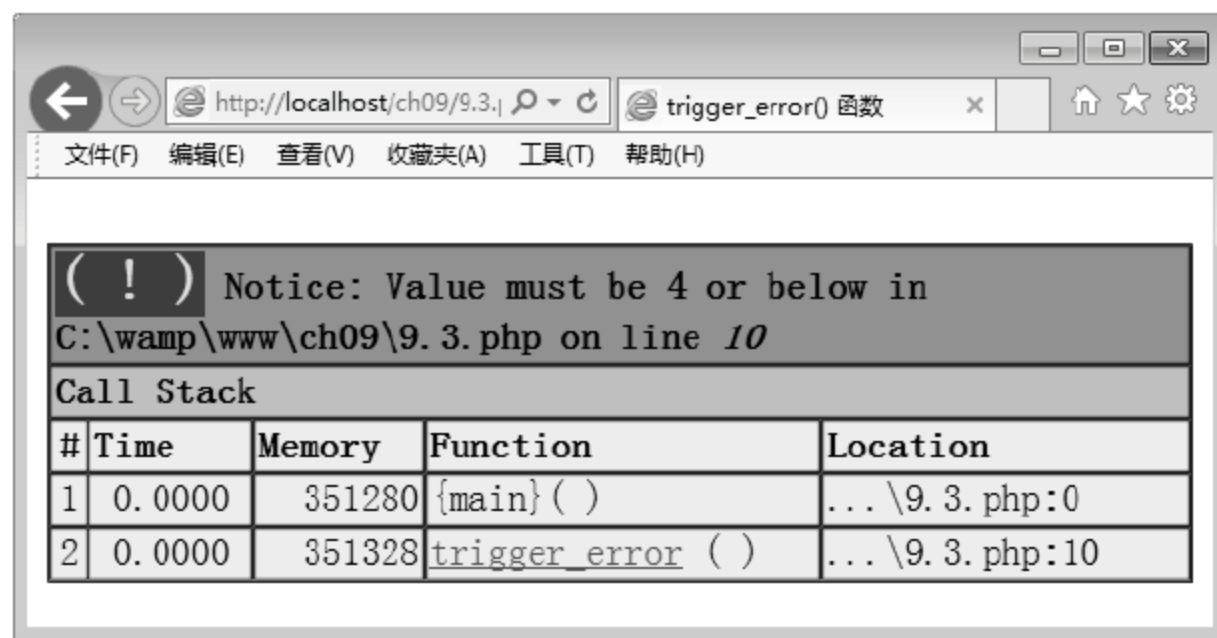 http://localhost/ch09/9.3.p
trigger_error() 函数
文件(F) 编辑(E) 查看(V) 收藏夹(A) 工具(T) 帮助(H)
( ! ) Notice: Value must be 4 or below in
C:\wamp\www\ch09\9.3.php on line 10
Call Stack
# Time Memory Function Location
1 0.0000 351280 {main}( ) ...\9.3.php:0
2 0.0000 351328 trigger_error ( ) ...\9.3.php:10